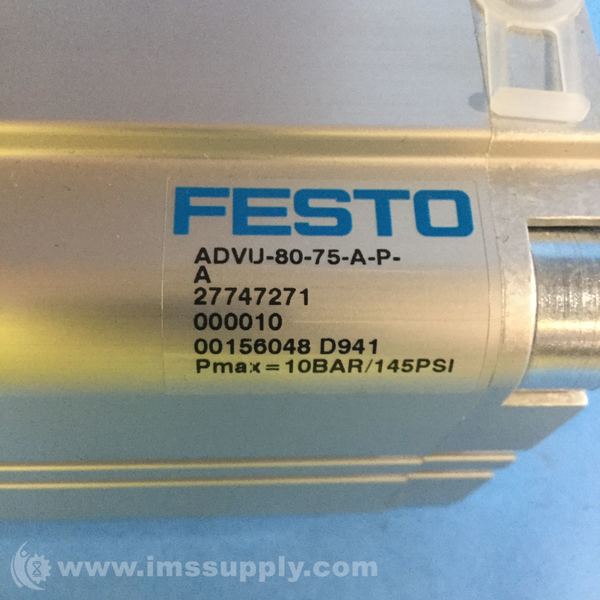 FESTO
ADVU-80-75-A-P-
A
27747271
000010
00156048 D941
Pmax=10BAR/145PSI
www.imssupply.com